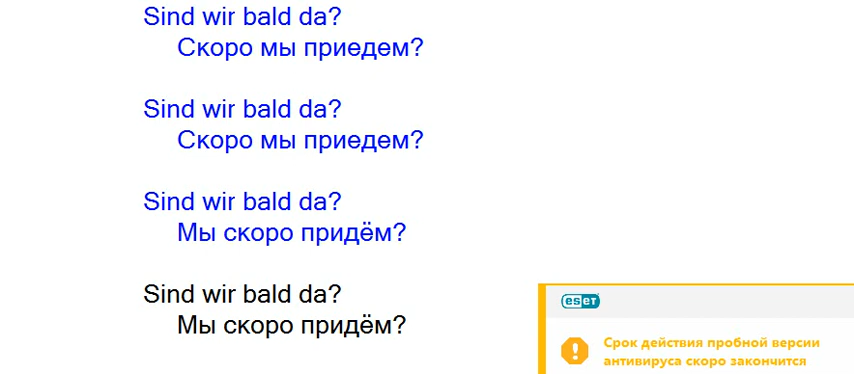 Sind wir bald da?
Скоро мы приедем?
Sind wir bald da?
Скоро мы приедем?
Sind wir bald da?
Мы скоро придём?
Sind wir bald da?
Мы скоро придём?
eseT
Срок действия пробной версии
антивируса скоро закончится